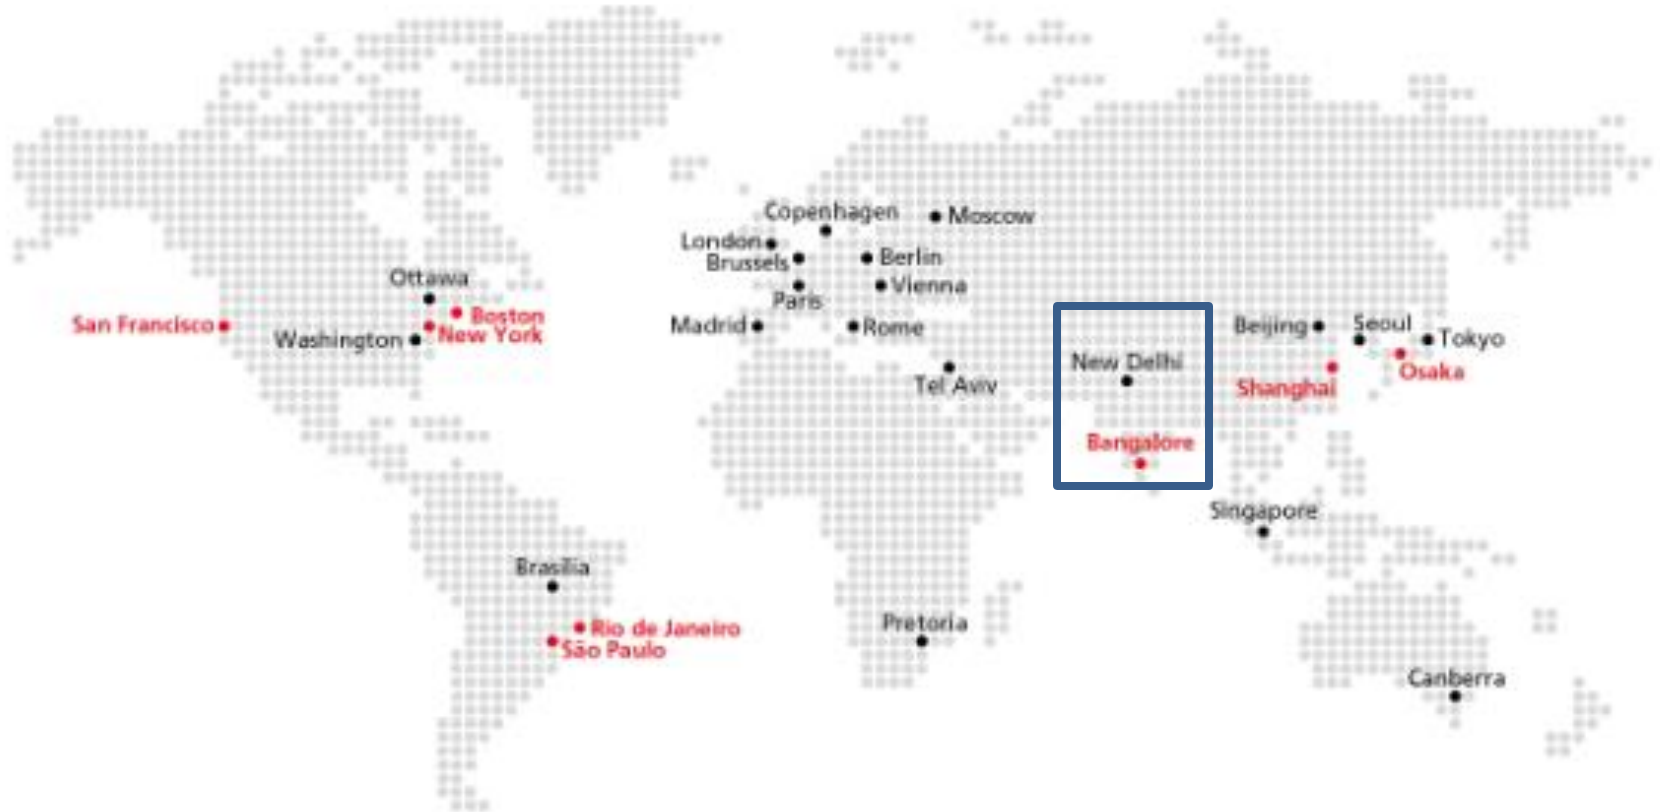 Copenhagen
Moscow
London
Brussels
Berlin
Ottawa
Vienna
Paris
Boston
San Francisco
New York
Washington
Madrid
Rome
Beijing
Seoul
Tokyo
New Delhi
Osaka
Tel Aviv
Shanghai
Bangalore
Singapore
Brasilia
Pretoria
Rio de Janeiro
São Paulo
Canberra